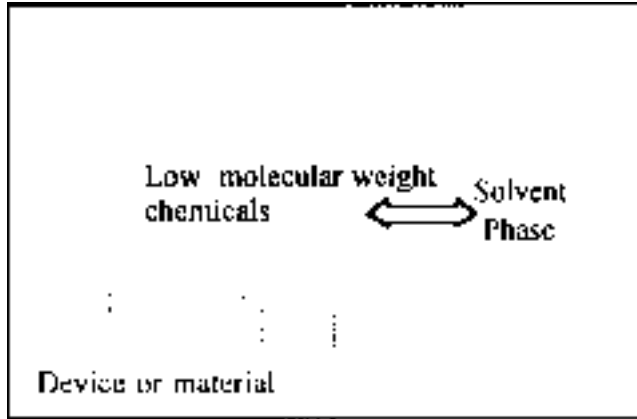 Low molecular weight
chemicals
Solvent
Phase
Device or material